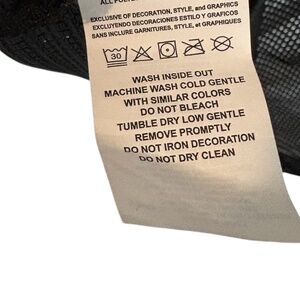 ALL POLYES
EXCLUSIVE OF DECORATION, STYLE, and GRAPHICS
EXCLUYENDO DECORACIONES ESTILO Y GRAFICOS
SANS INCLURE GARNITURES, STYLE, et GRAPHIQUES
30
WASH INSIDE OUT
MACHINE WASH COLD GENTLE
WITH SIMILAR COLORS
DO NOT BLEACH
TUMBLE DRY LOW GENTLE
REMOVE PROMPTLY
DO NOT IRON DECORATION
DO NOT DRY CLEAN